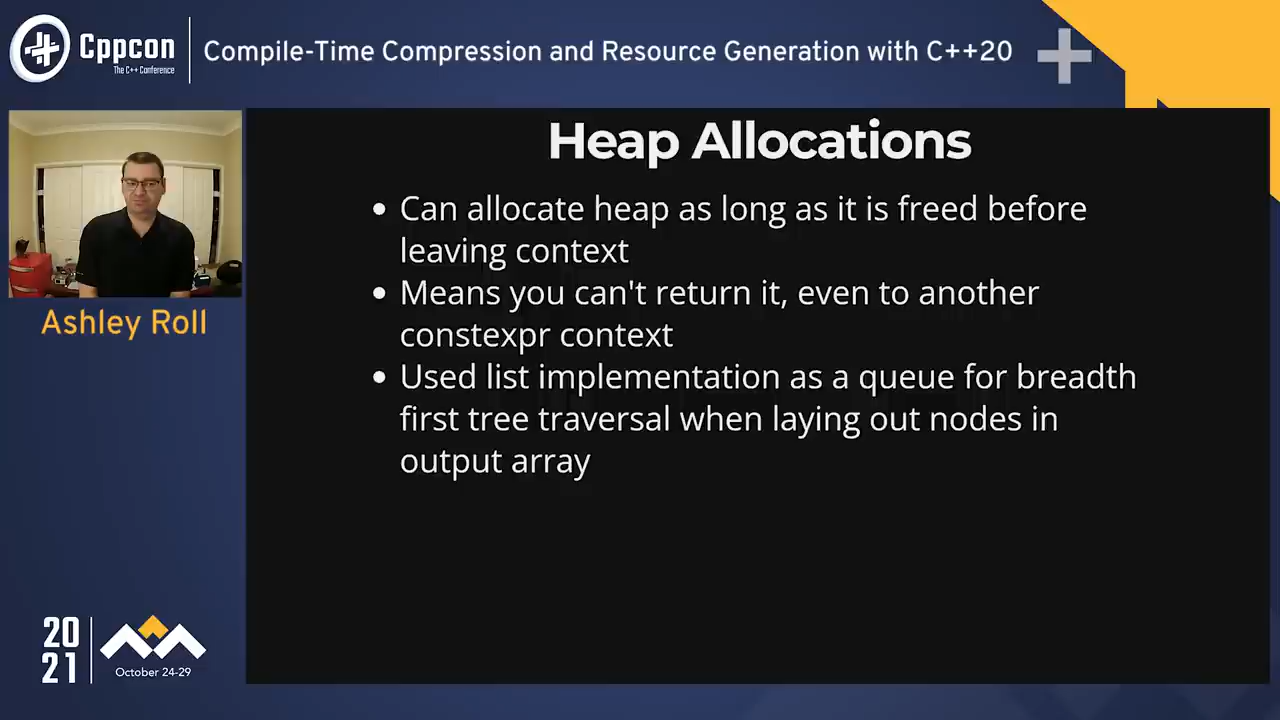 Cppcon
The C++ Conference
Compile-Time Compression and Resource Generation with C++20
Ashley Roll
20
21
October 24-29
Heap Allocations
• Can allocate heap as long as it is freed before
leaving context
• Means you can't return it, even to another
constexpr context
• Used list implementation as a queue for breadth
first tree traversal when laying out nodes in
output array